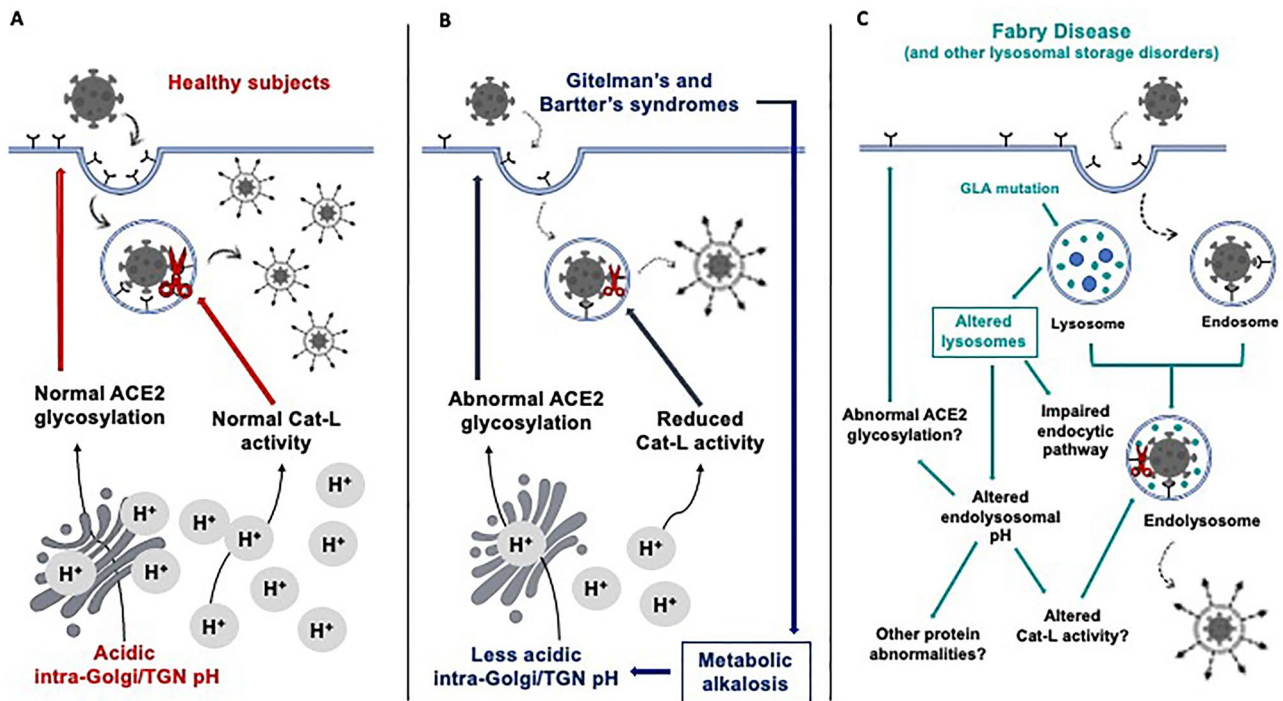 A
Healthy subjects
Normal ACE2
glycosylation
Normal Cat-L
activity
H+
H+
H+
H+
H+
H+
H+
H+
H+
H+
Acidic
intra-Golgi/TGN pH
B
Gitelman's and
Bartter's syndromes
Abnormal ACE2
glycosylation
Reduced
Cat-L activity
H+
H+
H+
H+
Less acidic
intra-Golgi/TGN pH
Metabolic
alkalosis
C
Fabry Disease
(and other lysosomal storage disorders)
GLA mutation
Lysosome
Endosome
Altered
lysosomes
Abnormal ACE2
glycosylation?
Impaired
endocytic
pathway
Altered
endolysosomal
pH
Endolysosome
Other protein
abnormalities?
Altered
Cat-L activity?